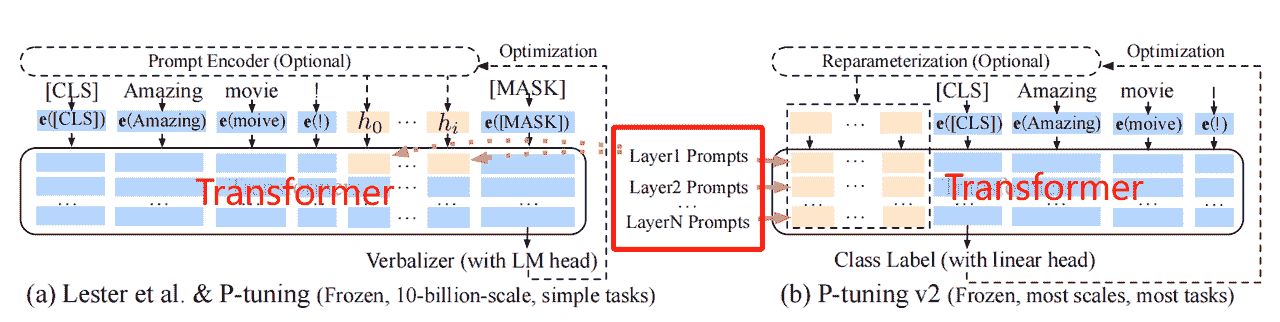 Prompt Encoder (Optional)
Optimization
[CLS] Amazing movie ! [MASK]
e([CLS]) e(Amazing) e(moive) e(!) h0 ... hi e([MASK])
Transformer
... ... ... ... ...
Verbalizer (with LM head)
(a) Lester et al. & P-tuning (Frozen, 10-billion-scale, simple tasks)
Layer1 Prompts
Layer2 Prompts
...
LayerN Prompts
Reparameterization (Optional)
Optimization
[CLS] Amazing movie !
... e([CLS]) e(Amazing) e(moive) e(!)
Transformer
... ... ... ... ...
Class Label (with linear head)
(b) P-tuning v2 (Frozen, most scales, most tasks)